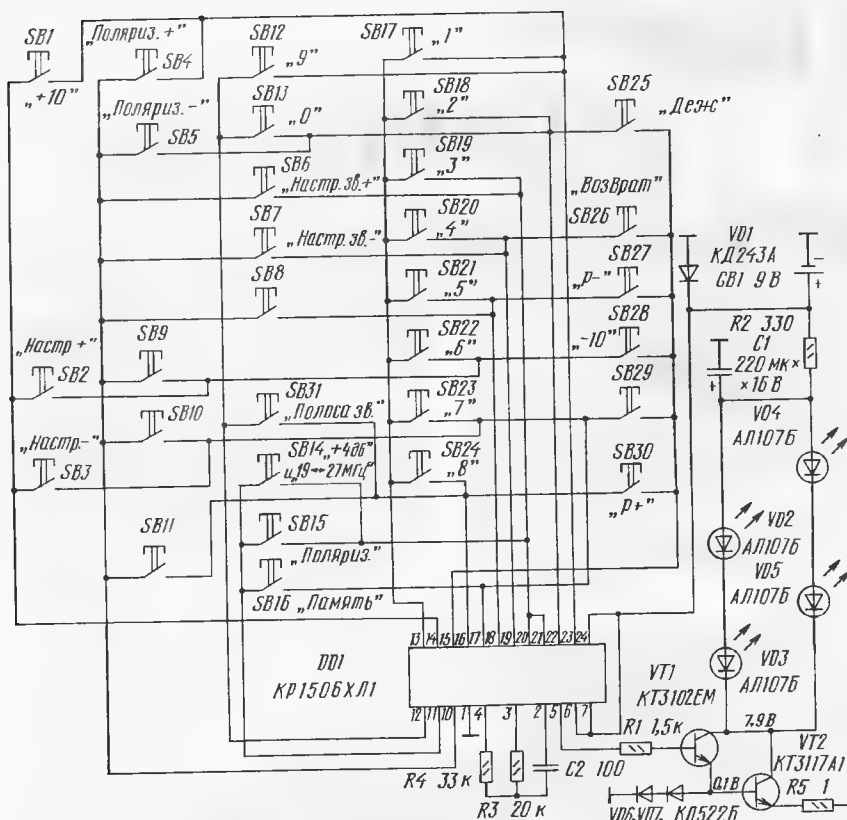 SB1
„Поляриз.+"
SB12
SB17
„1"
SB4
„9"
„+10"
SB13
SB18
SB25
„Поляриз.-"
„0"
„2"
„Деж"
SB5
SB6
SB19
„Настр.зв.+"
„3"
„Возврат"
SB7
SB20
SB26
„Настр.зв.-"
„4"
VD1
КД243А
GB1 9 В
SB8
SB21
SB27
„5"
„Р-"
SB22
SB28
R2 330
„Настр+"
SB9
„6"
„-10"
C1
220 мк×
×16 В
SB2
SB31
SB23
SB29
„Полоса зв."
„7"
VD4
АЛ107Б
„Настр.-"
SB10
SB14 „+4дб"
и„19↔27МГц"
SB24
„8"
SB30
SB3
SB11
SB15
„Р+"
VD2
АЛ107Б
„Поляриз."
VD5
АЛ107Б
SB16 „Память"
13 14 15 16 17 18 19 20 21 22 23 24
DD1
КР1506ХЛ1
VT1
КТ3102ЕМ
VD3
АЛ107Б
12 11 10 1 4 3 2 5 6 7
R1 1,5к
7.9 В
VT2
КТ3117А1
R4 33 к
C2 100
0,1 В
R5 1
R3 20 к
VD6,VD7 КД522Б